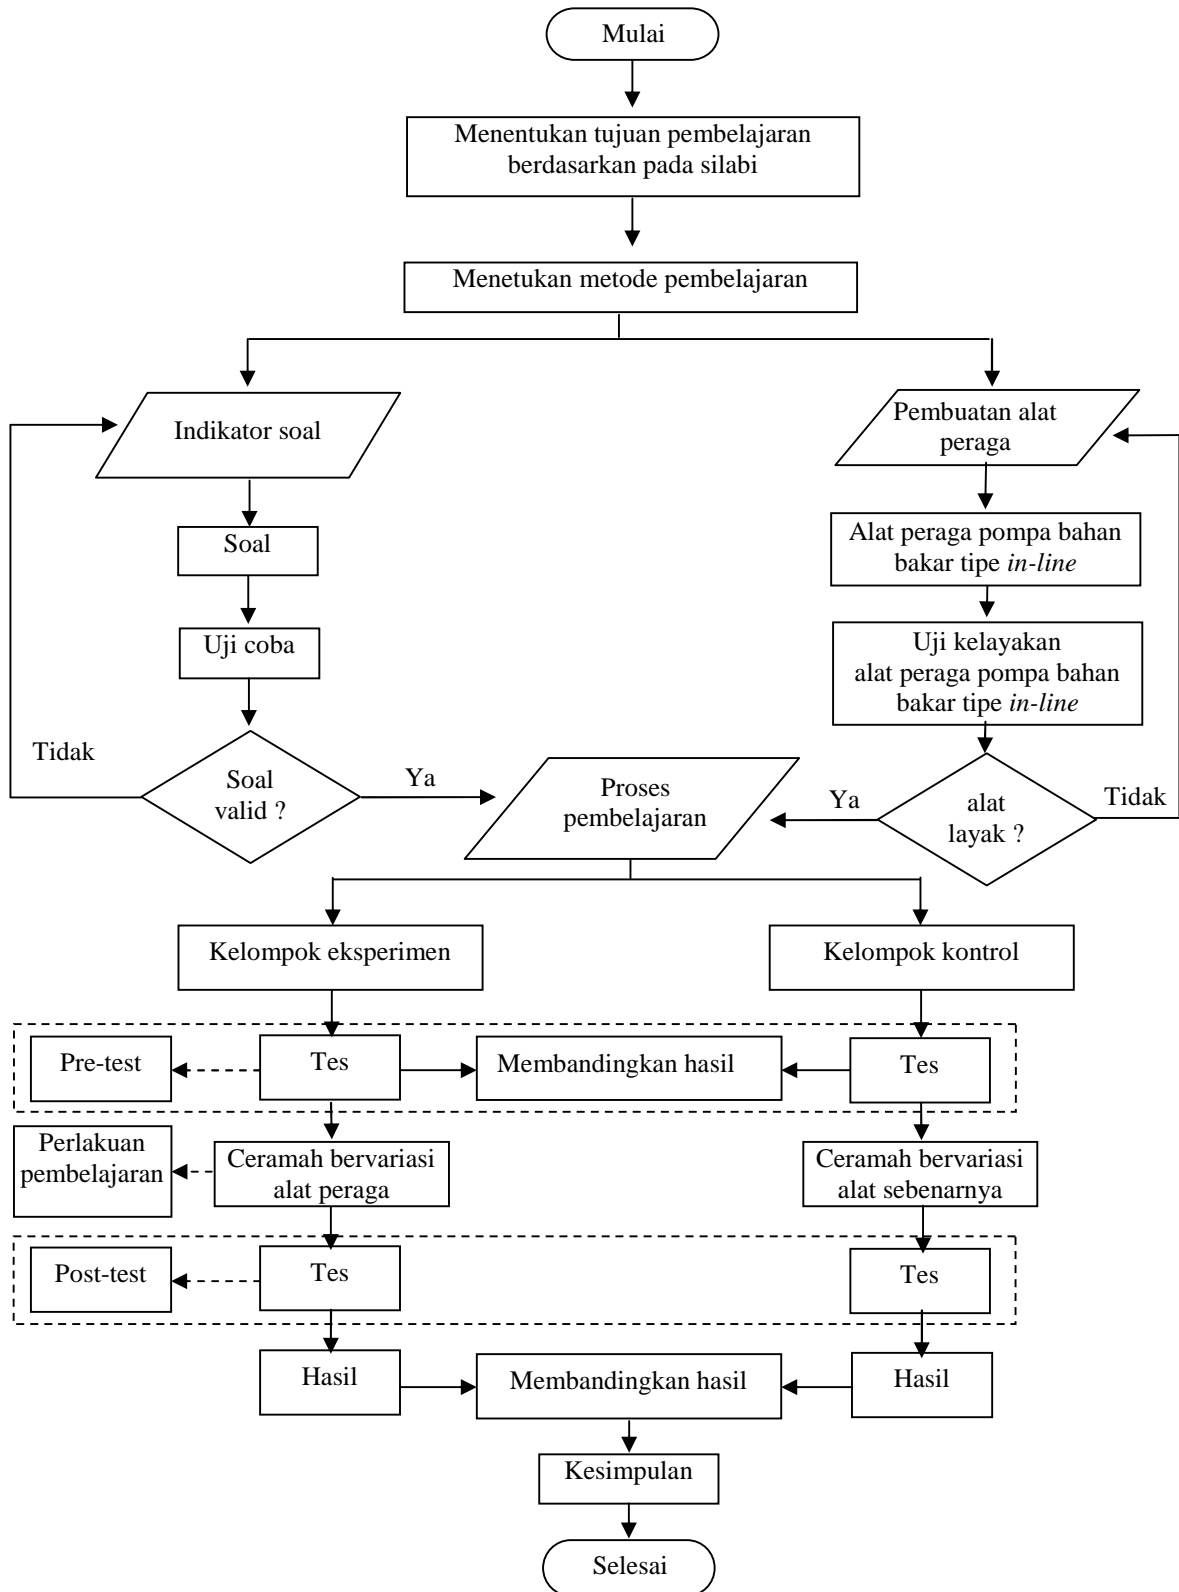 Mulai
Menentukan tujuan pembelajaran
berdasarkan pada silabi
Menetukan metode pembelajaran
Indikator soal
Pembuatan alat
peraga
Soal
Alat peraga pompa bahan
bakar tipe in-line
Uji coba
Uji kelayakan
alat peraga pompa bahan
bakar tipe in-line
Tidak
Soal
valid ?
Ya
Proses
pembelajaran
Ya
alat
layak ?
Tidak
Kelompok eksperimen
Kelompok kontrol
Pre-test
Tes
Membandingkan hasil
Tes
Perlakuan
pembelajaran
Ceramah bervariasi
alat peraga
Ceramah bervariasi
alat sebenarnya
Post-test
Tes
Tes
Hasil
Membandingkan hasil
Hasil
Kesimpulan
Selesai